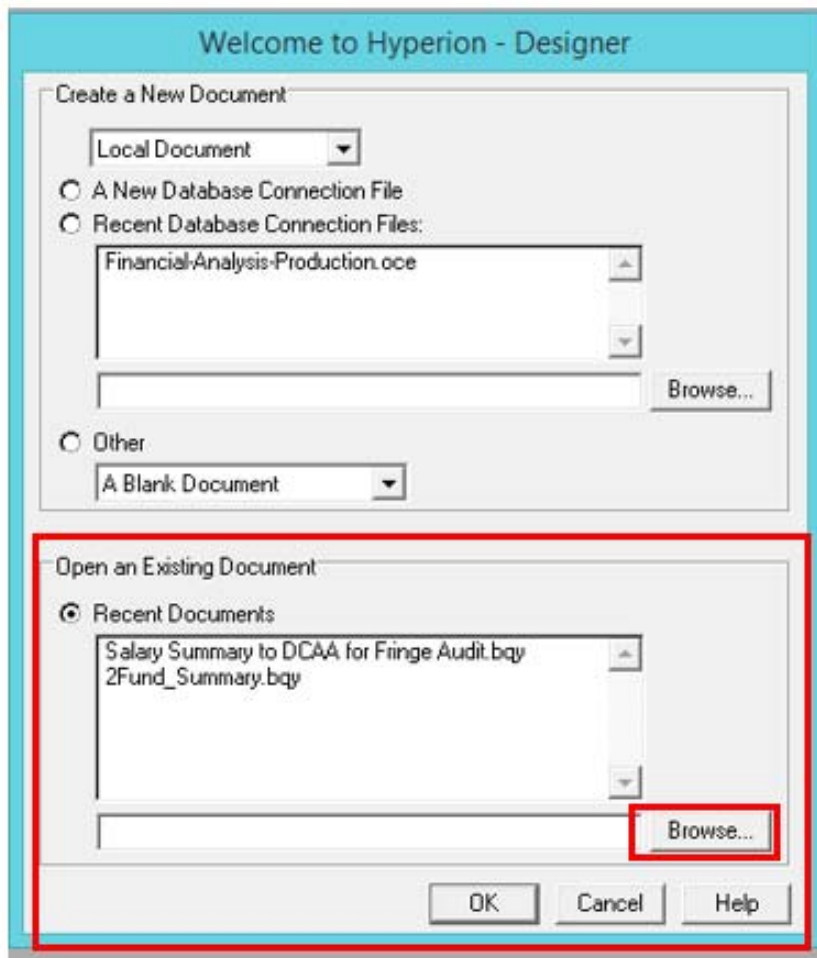 Welcome to Hyperion - Designer
Create a New Document
Local Document
A New Database Connection File
Recent Database Connection Files:
Financial-Analysis-Production.oce
Browse...
Other
A Blank Document
Open an Existing Document
Recent Documents
Salary Summary to DCAA for Fringe Audit.bqy
2Fund_Summary.bqy
Browse...
OK Cancel Help